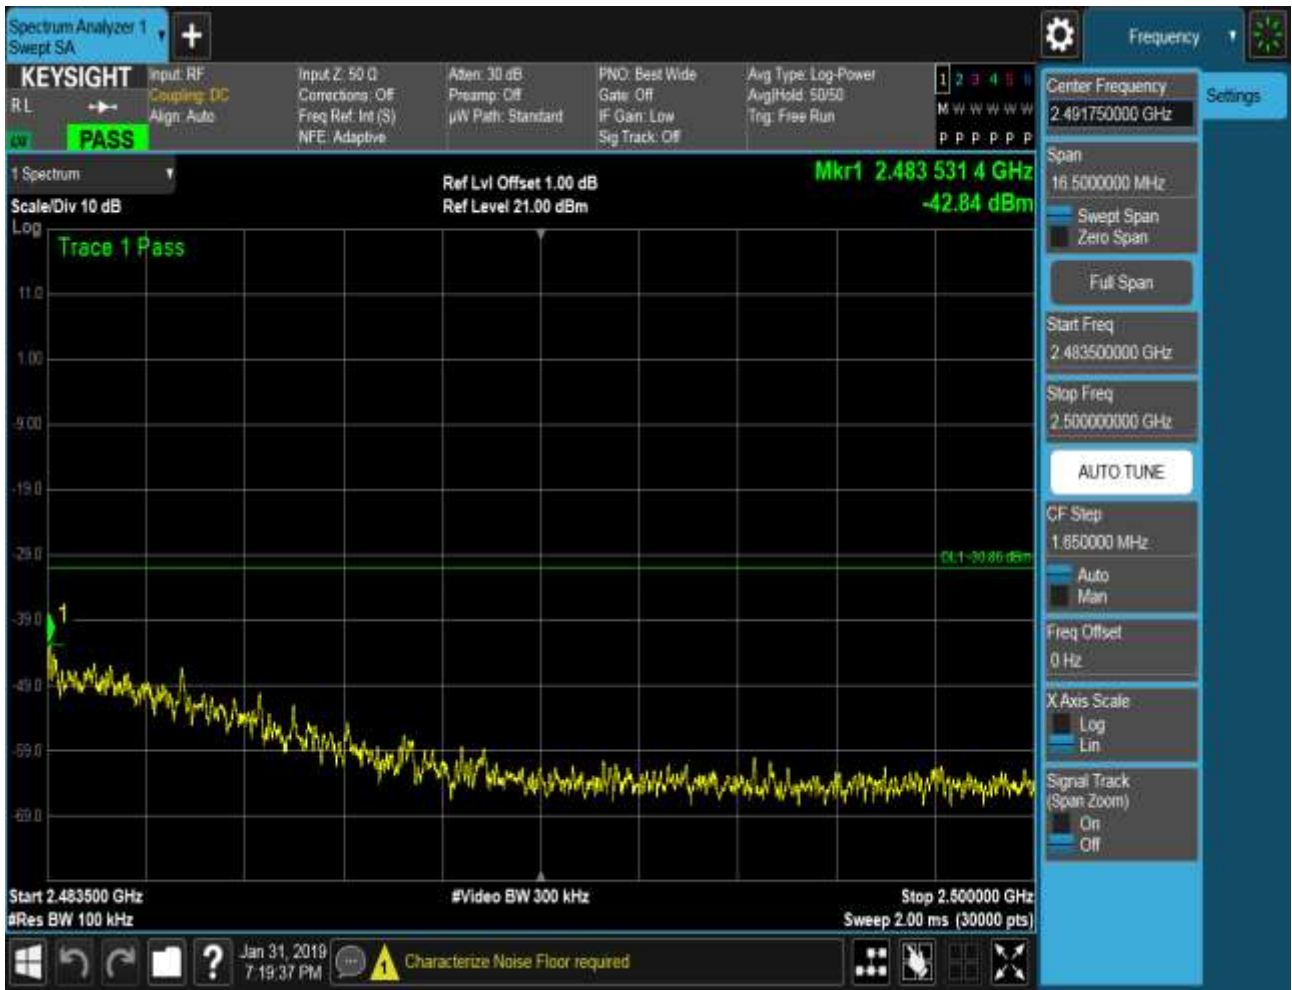 Spectrum Analyzer 1
Swept SA
+
Frequency
KEYSIGHT
R L
PASS
Input: RF
Coupling: DC
Align: Auto
Input Z: 50 Ω
Corrections: Off
Freq Ref: Int (S)
NFE: Adaptive
Atten: 30 dB
Preamp: Off
µW Path: Standard
PNO: Best Wide
Gate: Off
IF Gain: Low
Sig Track: Off
Avg Type: Log-Power
Avg|Hold: 50/50
Trig: Free Run
1 2 3 4 5 6
M W W W W W
P P P P P P
1 Spectrum
Scale/Div 10 dB
Ref Lvl Offset 1.00 dB
Ref Level 21.00 dBm
Mkr1 2.483 531 4 GHz
-42.84 dBm
Log
Trace 1 Pass
11.0
1.00
-9.00
-19.0
-29.0
DL1 -30.86 dBm
-39.0
1
-49.0
-59.0
-69.0
Start 2.483500 GHz
#Video BW 300 kHz
Stop 2.500000 GHz
#Res BW 100 kHz
Sweep 2.00 ms (30000 pts)
?
Jan 31, 2019
7:19:37 PM
1
Characterize Noise Floor required
Center Frequency
2.491750000 GHz
Settings
Span
16.5000000 MHz
Swept Span
Zero Span
Full Span
Start Freq
2.483500000 GHz
Stop Freq
2.500000000 GHz
AUTO TUNE
CF Step
1.650000 MHz
Auto
Man
Freq Offset
0 Hz
X Axis Scale
Log
Lin
Signal Track
(Span Zoom)
On
Off